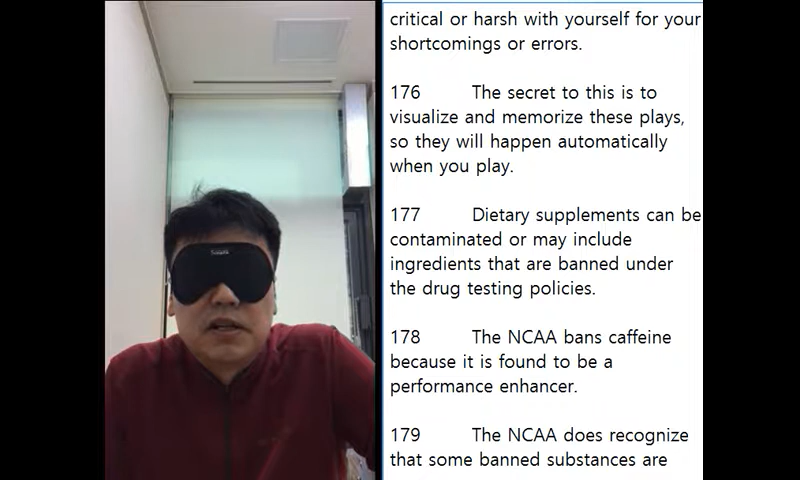 critical or harsh with yourself for your
shortcomings or errors.
176 The secret to this is to
visualize and memorize these plays,
so they will happen automatically
when you play.
177 Dietary supplements can be
contaminated or may include
ingredients that are banned under
the drug testing policies.
178 The NCAA bans caffeine
because it is found to be a
performance enhancer.
179 The NCAA does recognize
that some banned substances are